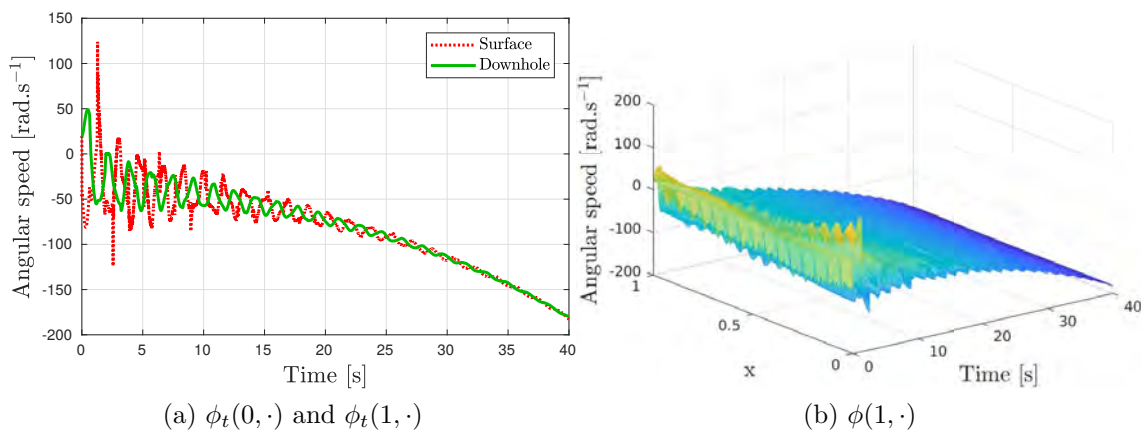 150
100
50
0
-50
-100
-150
-200
Angular speed [rad.s⁻¹]
Surface
Downhole
0 5 10 15 20 25 30 35 40
Time [s]
(a) ϕₜ(0, ·) and ϕₜ(1, ·)
200
100
0
-100
-200
Angular speed [rad.s⁻¹]
1
0.5
0
x
0
10
20
30
40
Time [s]
(b) ϕ(1, ·)